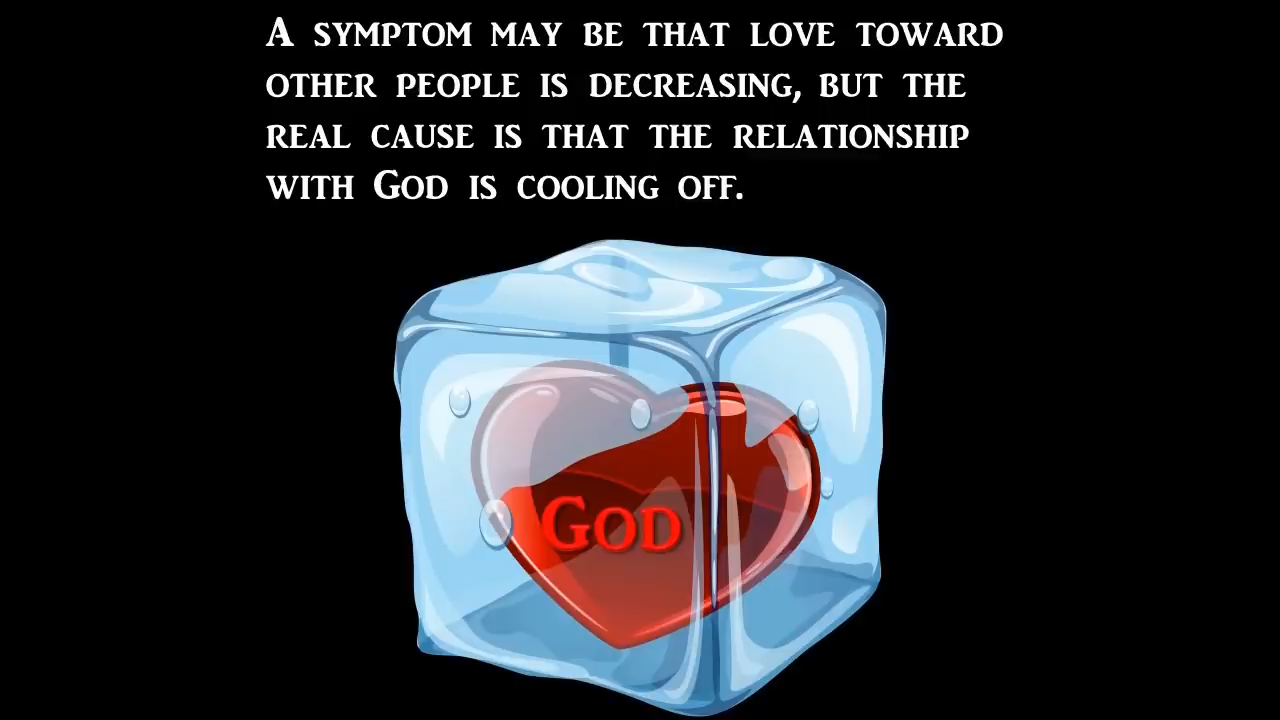 A symptom may be that love toward
other people is decreasing, but the
real cause is that the relationship
with God is cooling off.
God